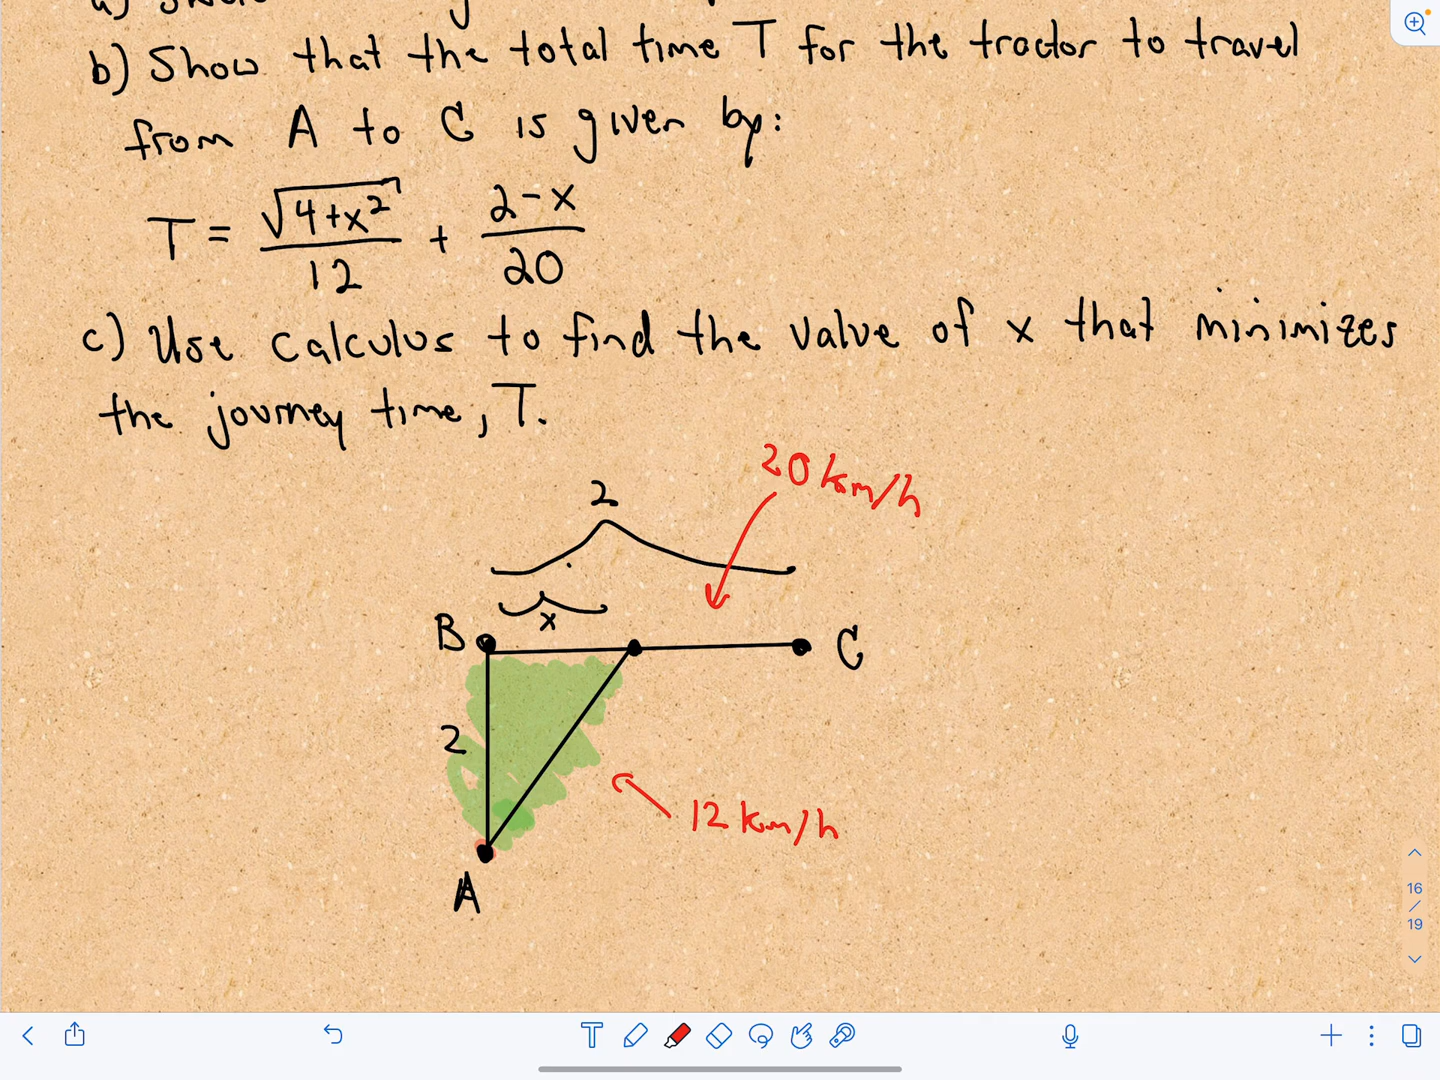 b) Show that the total time T for the tractor to travel
from A to C is given by:
T = √4+x² / 12 + 2-x / 20
c) Use calculus to find the value of x that minimizes
the journey time, T.
20 km/h
2
x
B
C
2
12 km/h
A
16
/
19
T